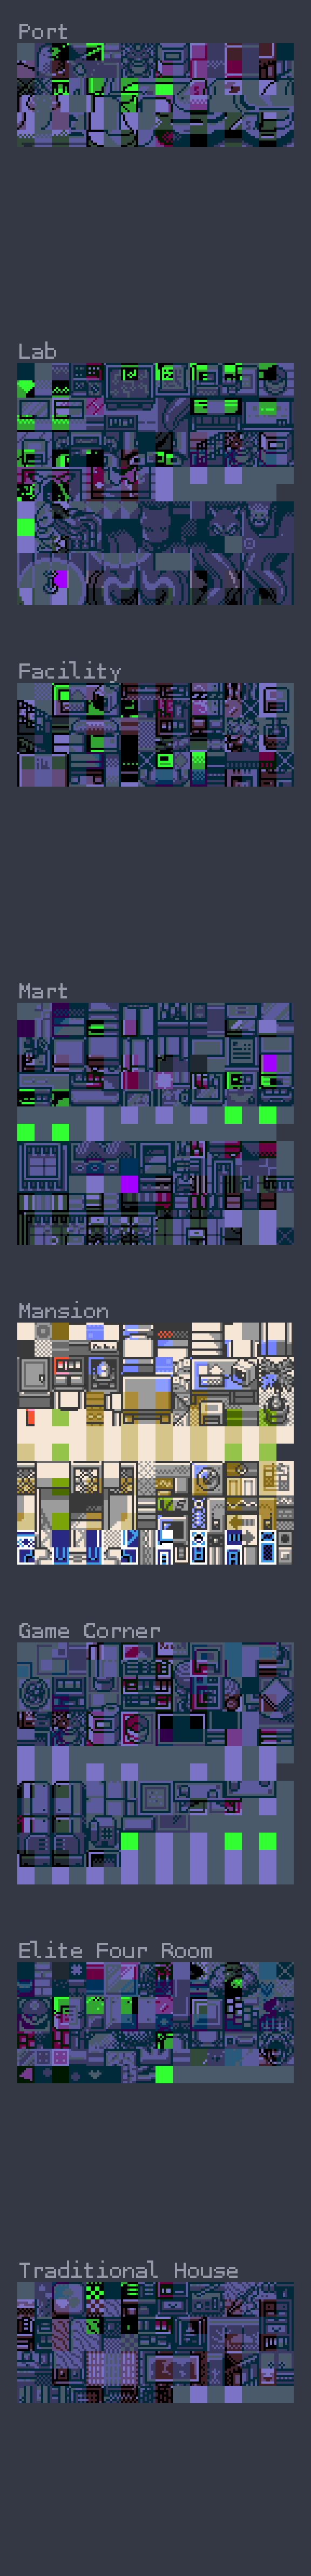 Port
Lab
Facility
Mart
Mansion
Game Corner
Elite Four Room
Traditional House